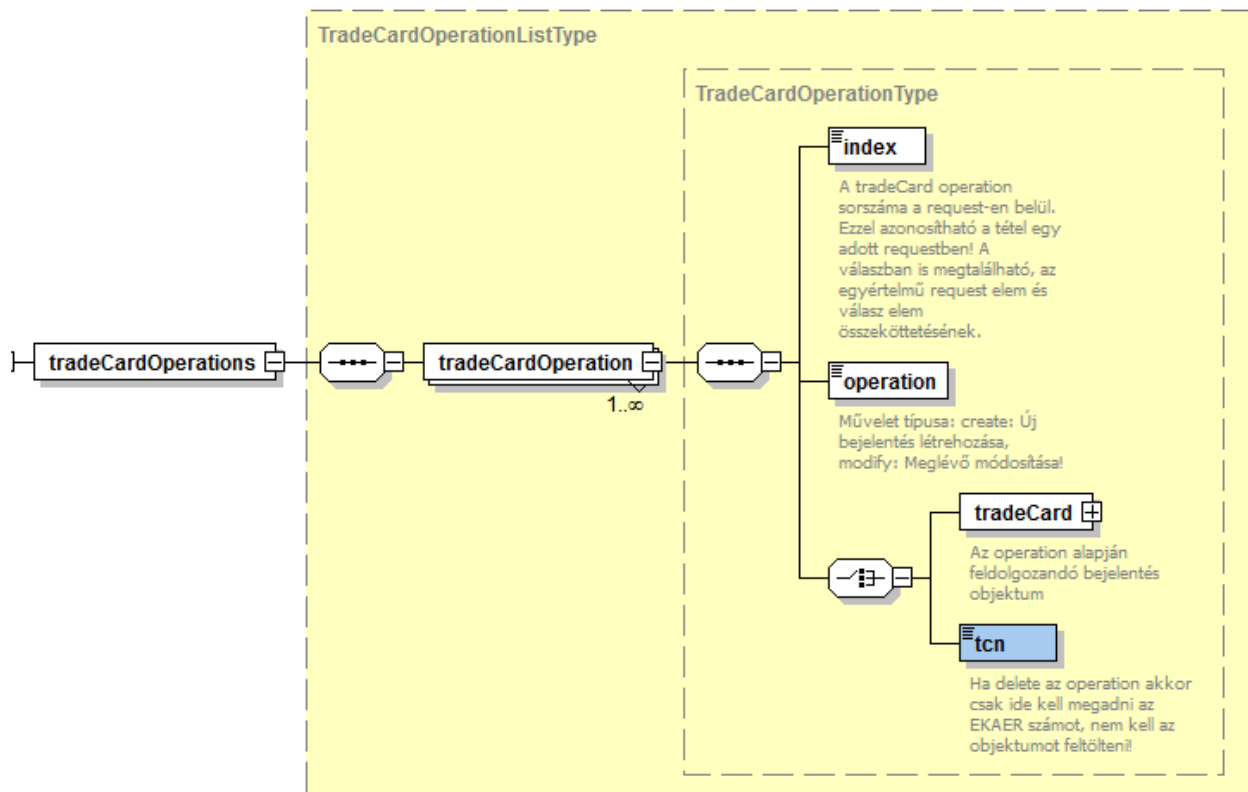 TradeCardOperationListType
TradeCardOperationType
index
A tradeCard operation
sorszáma a request-en belül.
Ezzel azonosítható a tétel egy
adott requestben! A
válaszban is megtalálható, az
egyértelmű request elem és
válasz elem
összeköttetésének.
tradeCardOperations
tradeCardOperation
1..∞
operation
Művelet típusa: create: Új
bejelentés létrehozása,
modify: Meglévő módosítása!
tradeCard
Az operation alapján
feldolgozandó bejelentés
objektum
tcn
Ha delete az operation akkor
csak ide kell megadni az
EKAER számot, nem kell az
objektumot feltölteni!